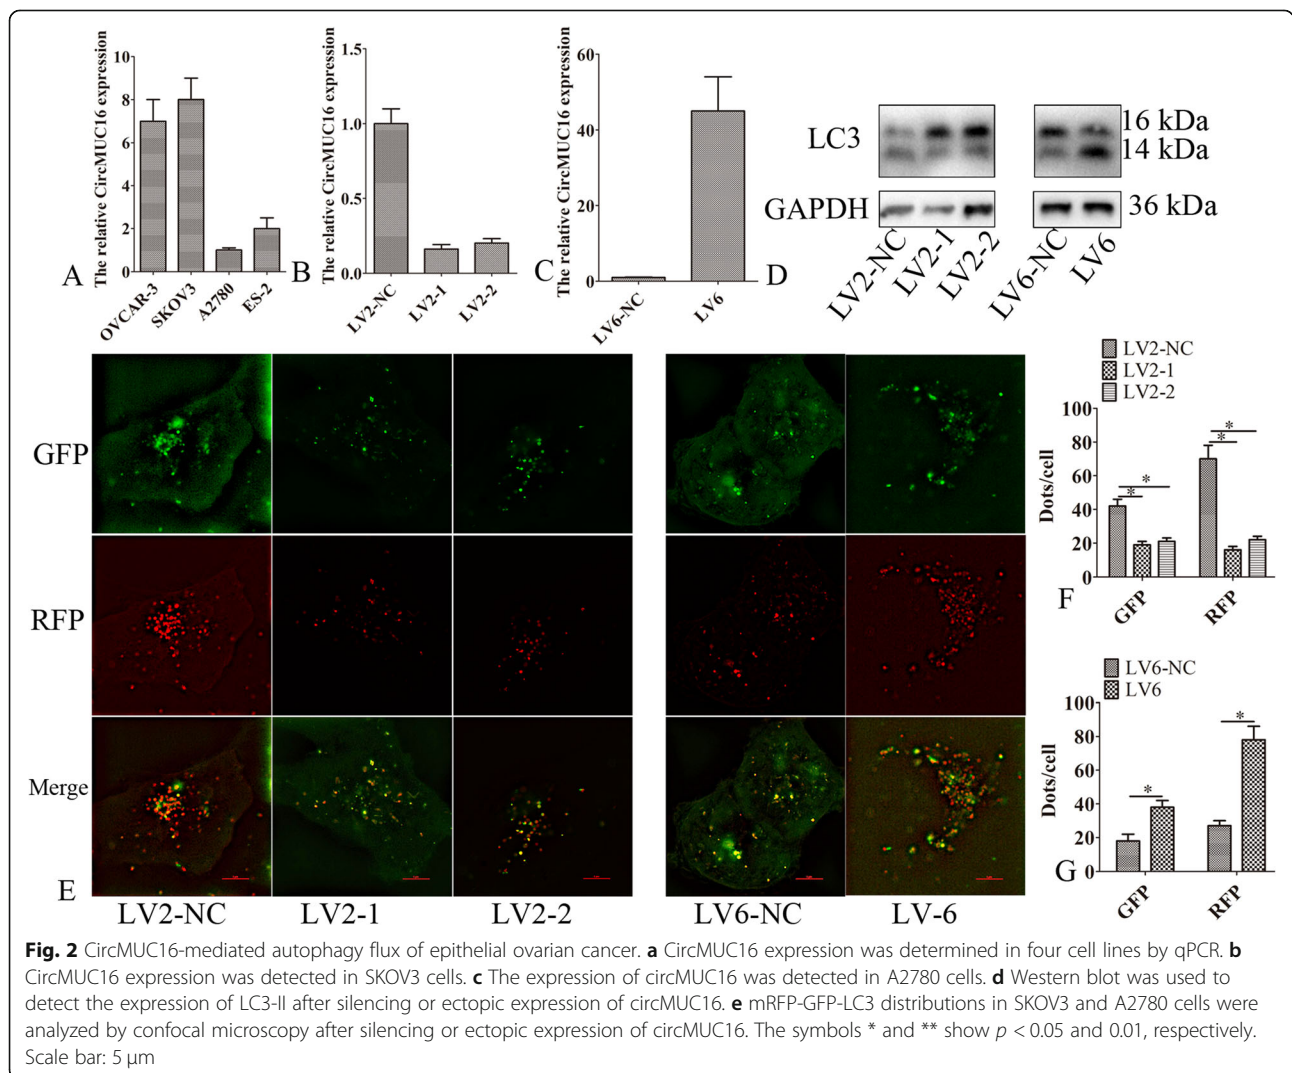 The relative CircMUC16 expression
10
8
6
4
2
0
OVCAR-3
SKOV3
A2780
ES-2
A
The relative CircMUC16 expression
1.5
1.0
0.5
0.0
LV2-NC
LV2-1
LV2-2
B
The relative CircMUC16 expression
60
40
20
0
LV6-NC
LV6
C
LC3
16 kDa
14 kDa
GAPDH
36 kDa
LV2-NC
LV2-1
LV2-2
LV6-NC
LV6
D
GFP
RFP
Merge
E
LV2-NC
LV2-1
LV2-2
LV6-NC
LV-6
LV2-NC
LV2-1
LV2-2
Dots/cell
100
80
60
40
20
0
*
*
*
*
GFP
RFP
F
LV6-NC
LV6
Dots/cell
100
80
60
40
20
0
*
*
GFP
RFP
G
Fig. 2 CircMUC16-mediated autophagy flux of epithelial ovarian cancer. a CircMUC16 expression was determined in four cell lines by qPCR. b
CircMUC16 expression was detected in SKOV3 cells. c The expression of circMUC16 was detected in A2780 cells. d Western blot was used to
detect the expression of LC3-II after silencing or ectopic expression of circMUC16. e mRFP-GFP-LC3 distributions in SKOV3 and A2780 cells were
analyzed by confocal microscopy after silencing or ectopic expression of circMUC16. The symbols * and ** show p < 0.05 and 0.01, respectively.
Scale bar: 5 μm